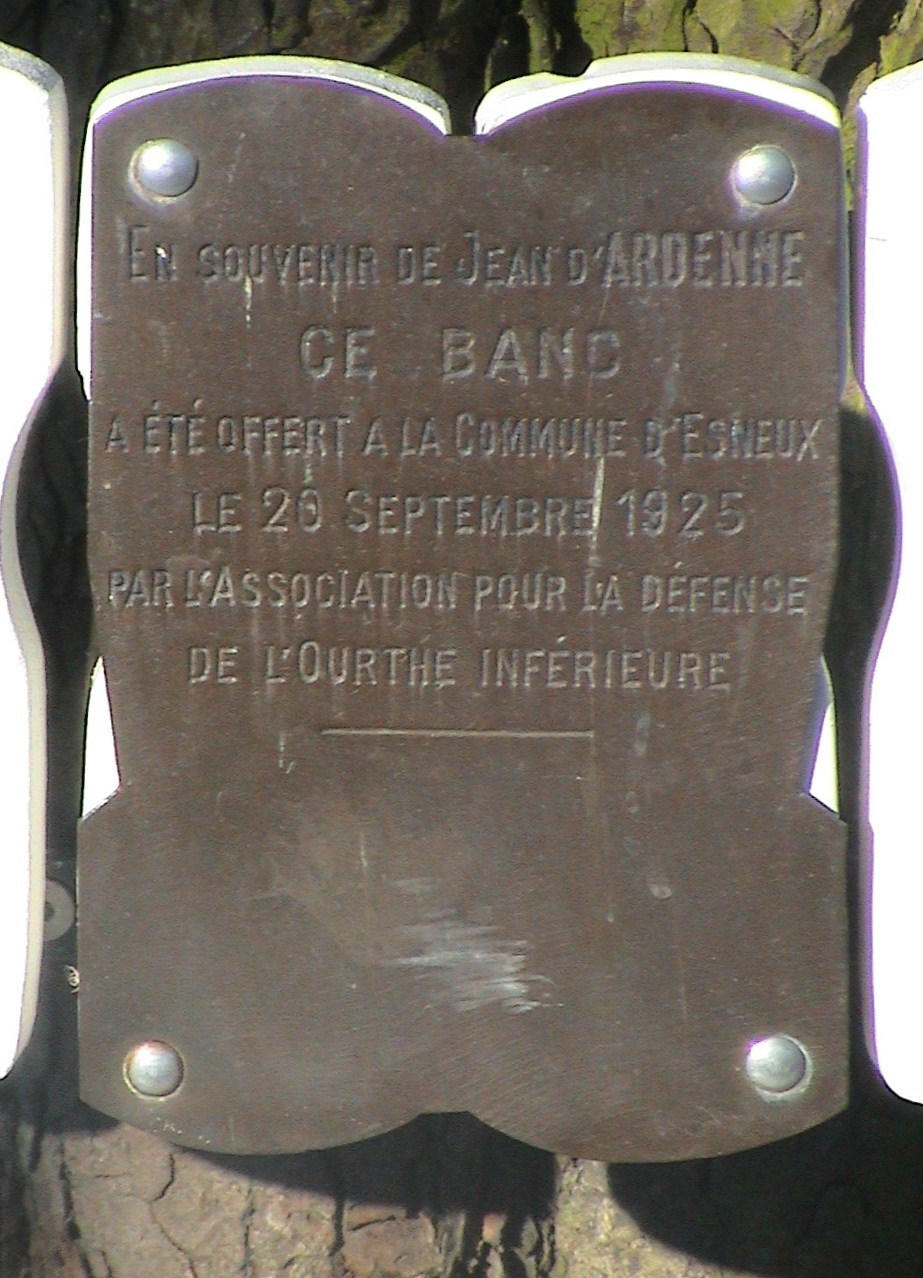 En souvenir de Jean d'ARDENNE
CE BANC
A ÉTÉ OFFERT A LA COMMUNE D'ESNEUX
LE 20 SEPTEMBRE 1925
PAR L'ASSOCIATION POUR LA DÉFENSE
DE L'OURTHE INFÉRIEURE